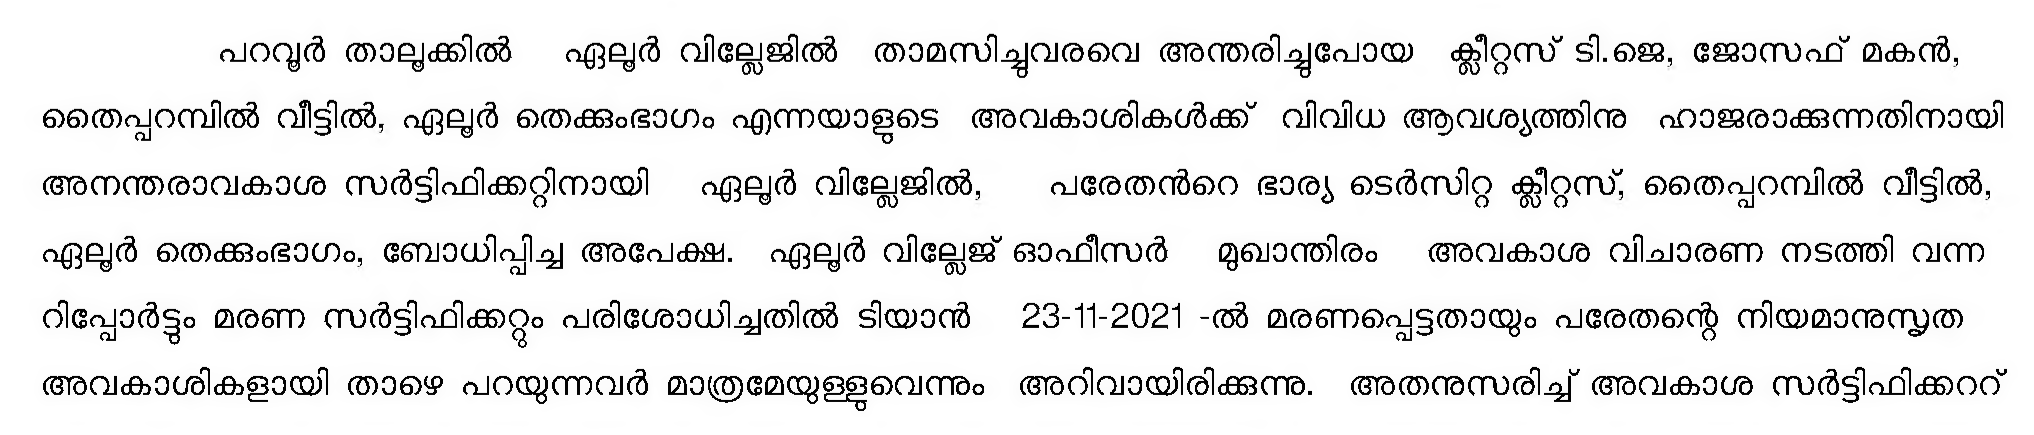 പറവൂർ താലൂക്കിൽ ഏലൂർ വില്ലേജിൽ താമസിച്ചുവരവെ അന്തരിച്ചുപോയ ക്ലീറ്റസ് ടി.ജെ, ജോസഫ് മകൻ,
തൈപ്പറമ്പിൽ വീട്ടിൽ, ഏലൂർ തെക്കുംഭാഗം എന്നയാളുടെ അവകാശികൾക്ക് വിവിധ ആവശ്യത്തിനു ഹാജരാക്കുന്നതിനായി
അനന്തരാവകാശ സർട്ടിഫിക്കറ്റിനായി ഏലൂർ വില്ലേജിൽ, പരേതൻറെ ഭാര്യ ടെർസിറ്റ ക്ലീറ്റസ്, തൈപ്പറമ്പിൽ വീട്ടിൽ,
ഏലൂർ തെക്കുംഭാഗം, ബോധിപ്പിച്ച അപേക്ഷ. ഏലൂർ വില്ലേജ് ഓഫീസർ മുഖാന്തിരം അവകാശ വിചാരണ നടത്തി വന്ന
റിപ്പോർട്ടും മരണ സർട്ടിഫിക്കറ്റും പരിശോധിച്ചതിൽ ടിയാൻ 23-11-2021 -ൽ മരണപ്പെട്ടതായും പരേതന്റെ നിയമാനുസൃത
അവകാശികളായി താഴെ പറയുന്നവർ മാത്രമേയുള്ളുവെന്നും അറിവായിരിക്കുന്നു. അതനുസരിച്ച് അവകാശ സർട്ടിഫിക്കററ്